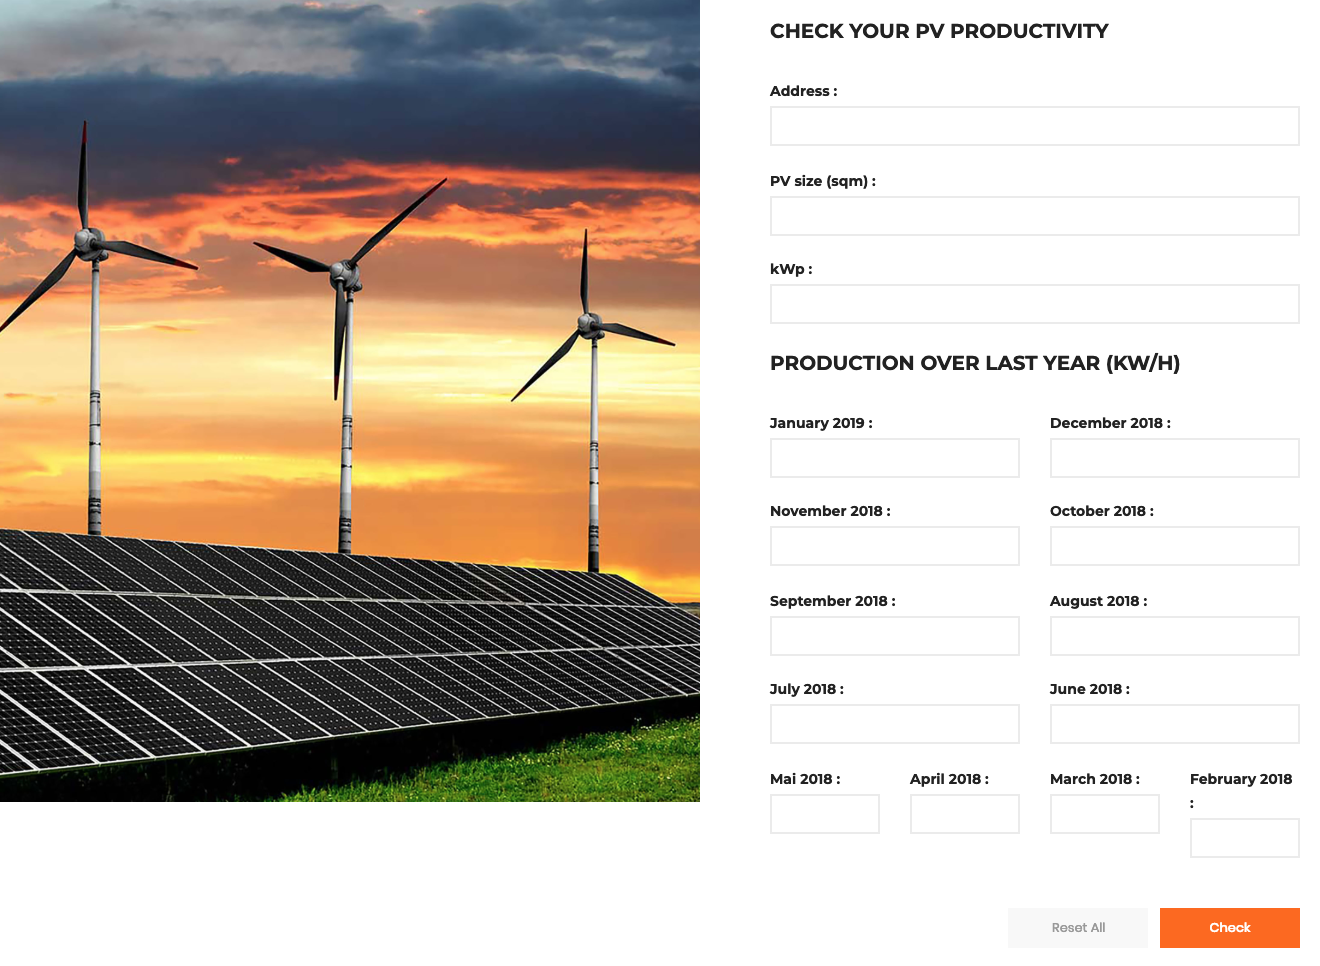 CHECK YOUR PV PRODUCTIVITY
Address :
PV size (sqm) :
kWp :
PRODUCTION OVER LAST YEAR (KW/H)
January 2019 :
December 2018 :
November 2018 :
October 2018 :
September 2018 :
August 2018 :
July 2018 :
June 2018 :
Mai 2018 :
April 2018 :
March 2018 :
February 2018
:
Reset All
Check